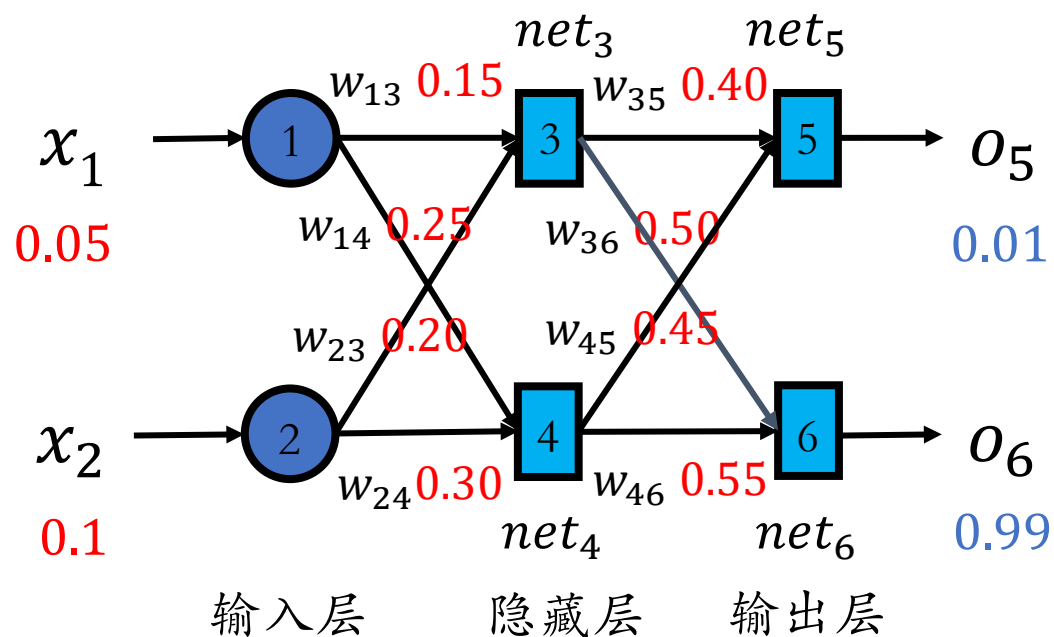 net₃ net₅
w₁₃ 0.15 w₃₅ 0.40
x₁ 1 3 5 o₅
0.05 w₁₄ 0.25 w₃₆ 0.50 0.01
w₂₃ 0.20 w₄₅ 0.45
x₂ 2 4 6 o₆
w₂₄ 0.30 w₄₆ 0.55
0.1 net₄ net₆ 0.99
输入层 隐藏层 输出层